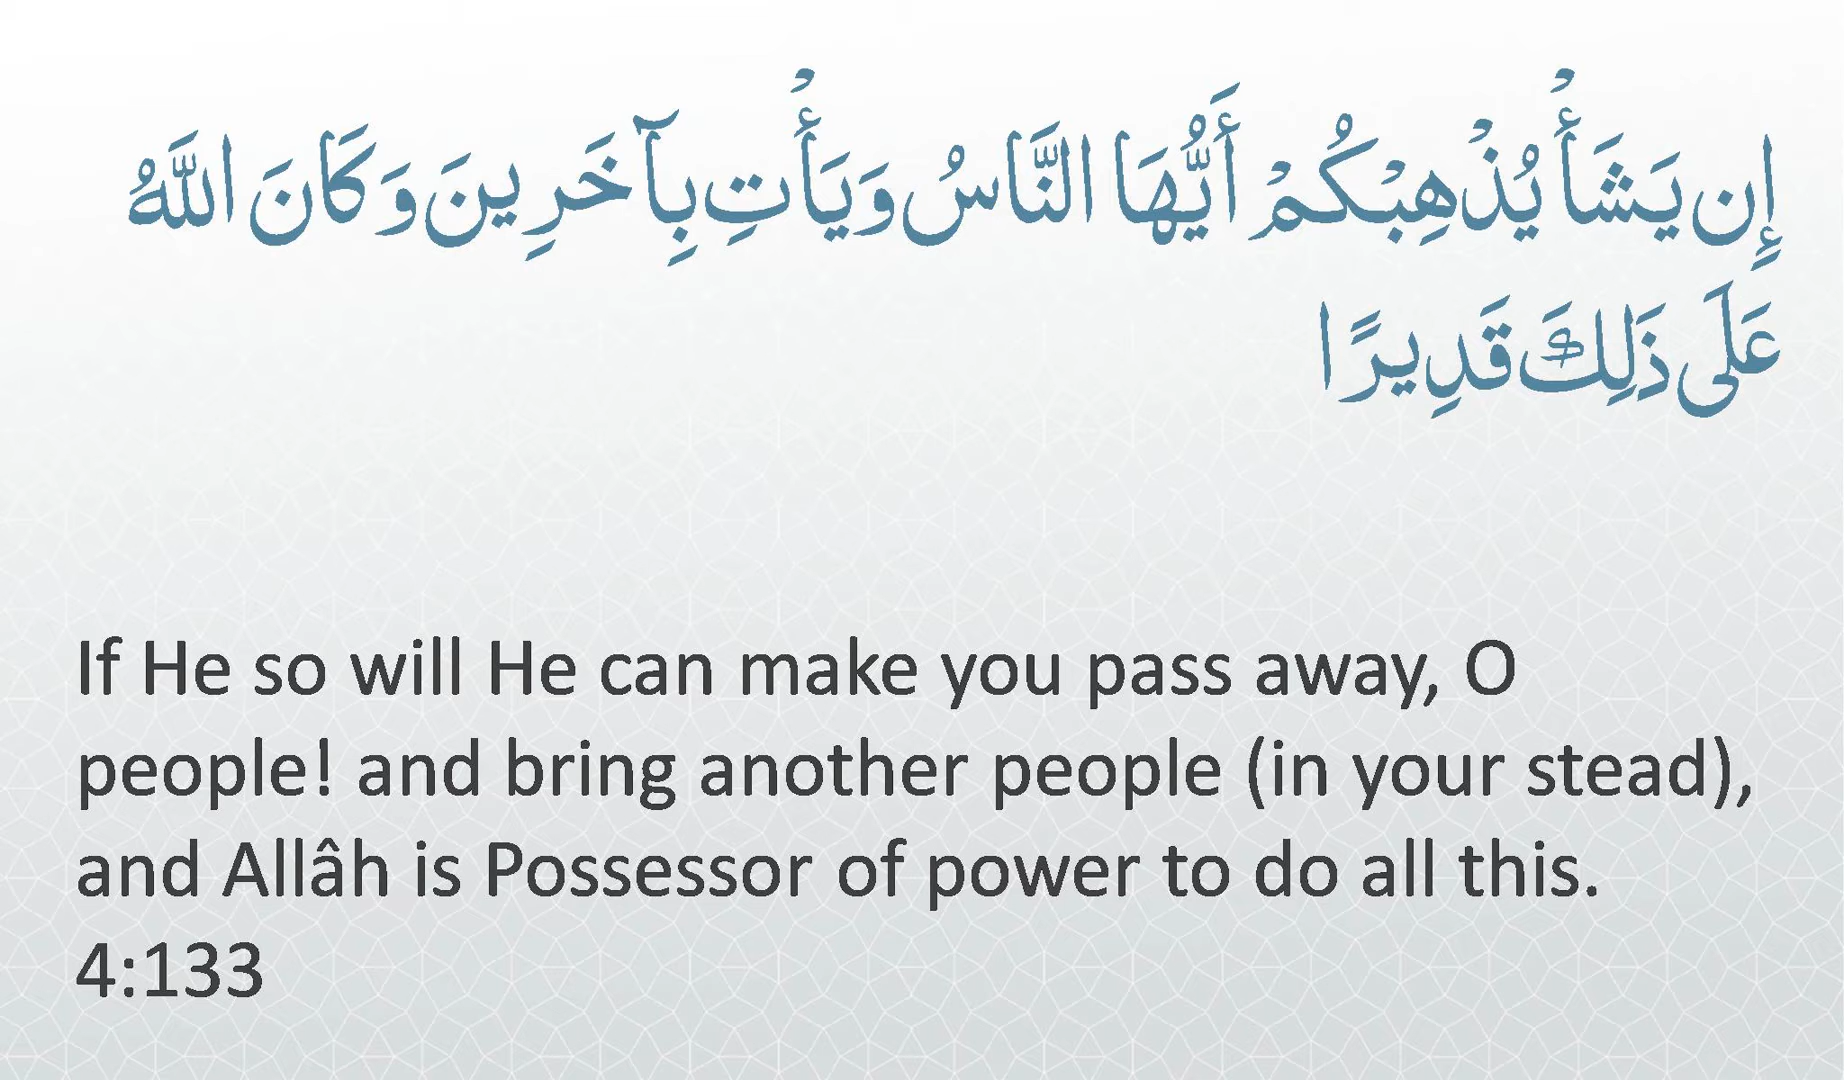 إِن يَشَأْ يُذْهِبْكُمْ أَيُّهَا النَّاسُ وَيَأْتِ بِآخَرِينَ وَكَانَ اللَّهُ
عَلَى ذَلِكَ قَدِيرًا
If He so will He can make you pass away, O
people! and bring another people (in your stead),
and Allâh is Possessor of power to do all this.
4:133